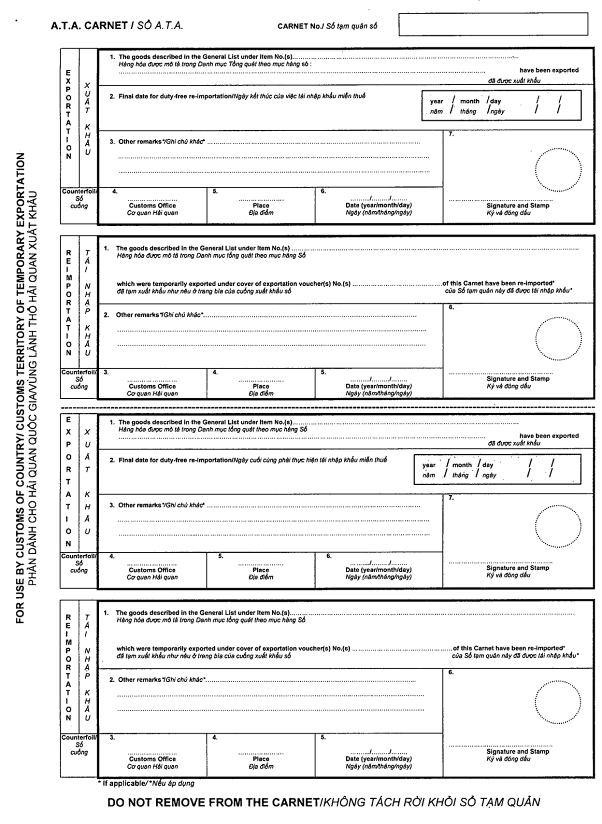 A.T.A. CARNET / SỔ A.T.A.
CARNET No./ Sổ tạm quản số
FOR USE BY CUSTOMS OF COUNTRY/ CUSTOMS TERRITORY OF TEMPORARY EXPORTATION
PHẦN DÀNH CHO HẢI QUAN QUỐC GIA/VÙNG LÃNH THỔ HẢI QUAN XUẤT KHẨU
EXPORTATION
XUẤT KHẨU
1. The goods described in the General List under Item No.(s)
Hàng hóa được mô tả trong Danh mục Tổng quát theo mục hàng số :
have been exported
đã được xuất khẩu
2. Final date for duty-free re-importation/Ngày kết thúc của việc tái nhập khẩu miễn thuế
year / month / day / /
năm / tháng / ngày / /
3. Other remarks*/Ghi chú khác*
7.
Counterfoil/
Số cuống
4.
Customs Office
Cơ quan Hải quan
5.
Place
Địa điểm
6.
....../....../......
Date (year/month/day)
Ngày (năm/tháng/ngày)
Signature and Stamp
Ký và đóng dấu
REIMPORTATION
TÁI NHẬP KHẨU
1. The goods described in the General List under Item No.(s)
Hàng hóa được mô tả trong Danh mục tổng quát theo mục hàng Số
which were temporarily exported under cover of exportation voucher(s) No.(s) ......of this Carnet have been re-imported*
đã tạm xuất khẩu như nêu ở trang bìa của cuống xuất khẩu số
của Sổ tạm quản này đã được tái nhập khẩu*
2. Other remarks*/Ghi chú khác*
6.
Counterfoil/
Số cuống
3.
Customs Office
Cơ quan Hải quan
4.
Place
Địa điểm
5.
....../....../......
Date (year/month/day)
Ngày (năm/tháng/ngày)
Signature and Stamp
Ký và đóng dấu
EXPORTATION
XUẤT KHẨU
1. The goods described in the General List under Item No.(s)
Hàng hóa được mô tả trong Danh mục tổng quát theo mục hàng Số
have been exported
đã được xuất khẩu
2. Final date for duty-free re-importation/Ngày cuối cùng phải thực hiện tái nhập khẩu miễn thuế
year / month / day / /
năm / tháng / ngày / /
3. Other remarks*/Ghi chú khác*
7.
Counterfoil/
Số cuống
4.
Customs Office
Cơ quan Hải quan
5.
Place
Địa điểm
6.
....../....../......
Date (year/month/day)
Ngày (năm/tháng/ngày)
Signature and Stamp
Ký và đóng dấu
REIMPORTATION
TÁI NHẬP KHẨU
1. The goods described in the General List under Item No.(s)
Hàng hóa được mô tả trong Danh mục tổng quát theo mục hàng Số
which were temporarily exported under cover of exportation voucher(s) No.(s) ......of this Carnet have been re-imported*
đã tạm xuất khẩu như nêu ở trang bìa của cuống xuất khẩu số
của Sổ tạm quản này đã được tái nhập khẩu*
2. Other remarks*/Ghi chú khác*
6.
Counterfoil/
Số cuống
3.
Customs Office
Cơ quan Hải quan
4.
Place
Địa điểm
5.
....../....../......
Date (year/month/day)
Ngày (năm/tháng/ngày)
Signature and Stamp
Ký và đóng dấu
* If applicable/*Nếu áp dụng
DO NOT REMOVE FROM THE CARNET/KHÔNG TÁCH RỜI KHỎI SỔ TẠM QUẢN